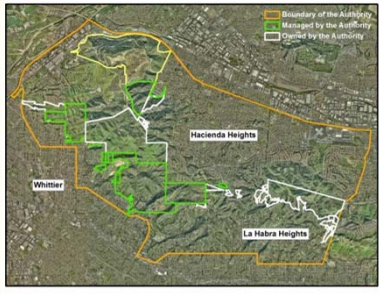 Boundary of the Authority
Managed by the Authority
Owned by the Authority
Hacienda Heights
Whittier
La Habra Heights